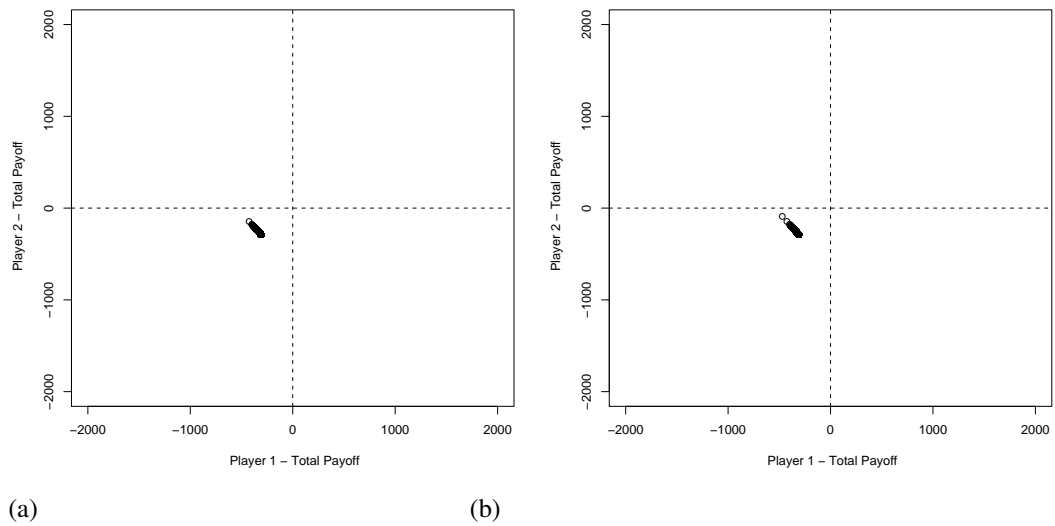 2000
1000
0
−1000
−2000
Player 2 − Total Payoff
−2000 −1000 0 1000 2000
Player 1 − Total Payoff
(a)
2000
1000
0
−1000
−2000
Player 2 − Total Payoff
−2000 −1000 0 1000 2000
Player 1 − Total Payoff
(b)